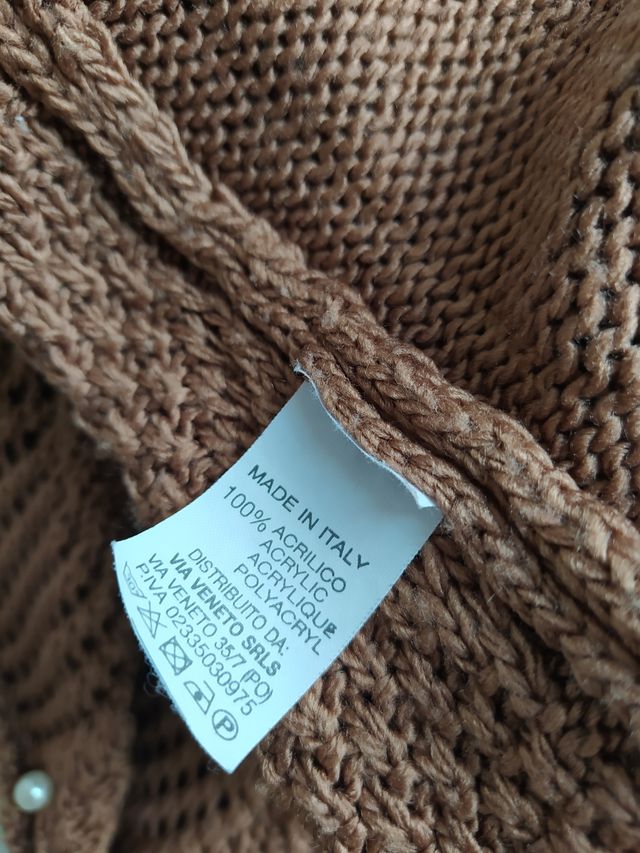 MADE IN ITALY
100% ACRILICO
ACRYLIC
ACRYLIQUE
POLYACRYL
DISTRIBUITO DA:
VIA VENETO SRLS
VIA VENETO 35/7 (PO)
P.IVA 02335030975
P